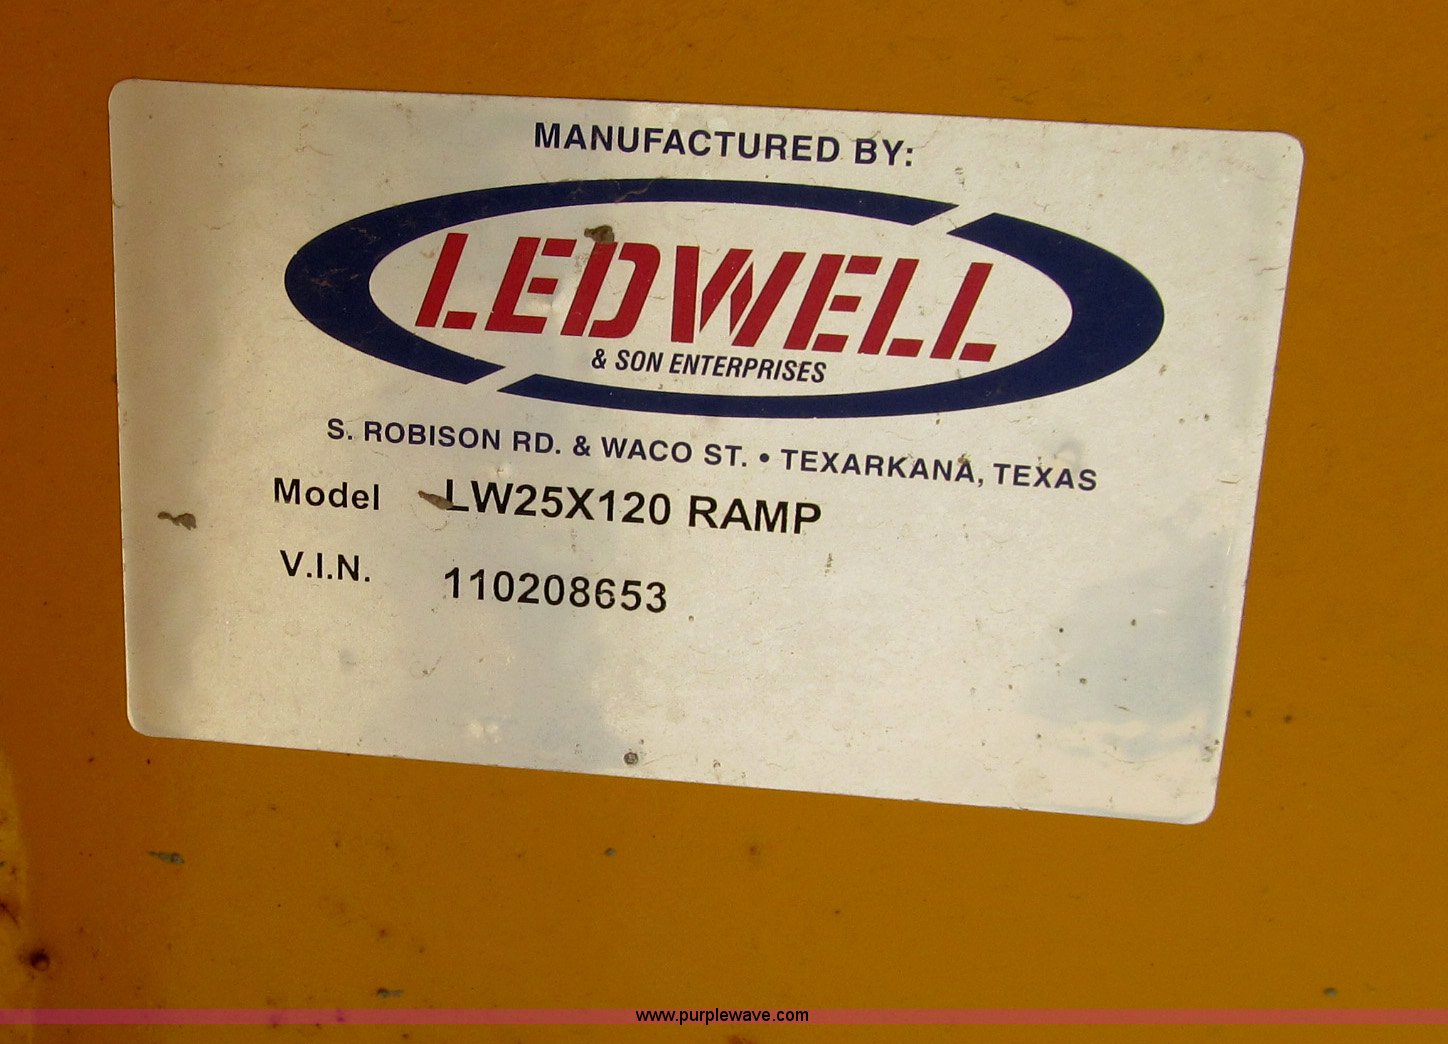 MANUFACTURED BY:
LEDWELL
& SON ENTERPRISES
S. ROBISON RD. & WACO ST. • TEXARKANA, TEXAS
Model LW25X120 RAMP
V.I.N. 110208653
www.purplewave.com